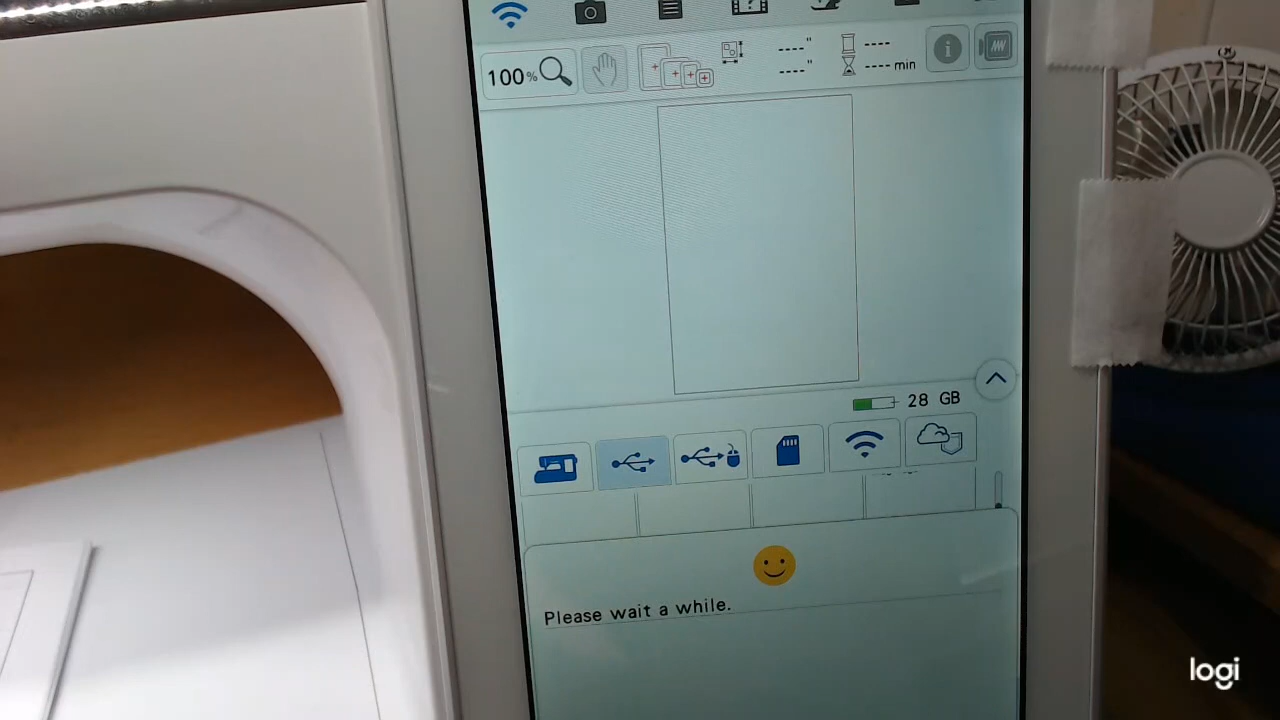 100%
----"
----
----"
---- min
28 GB
Please wait a while.
logi